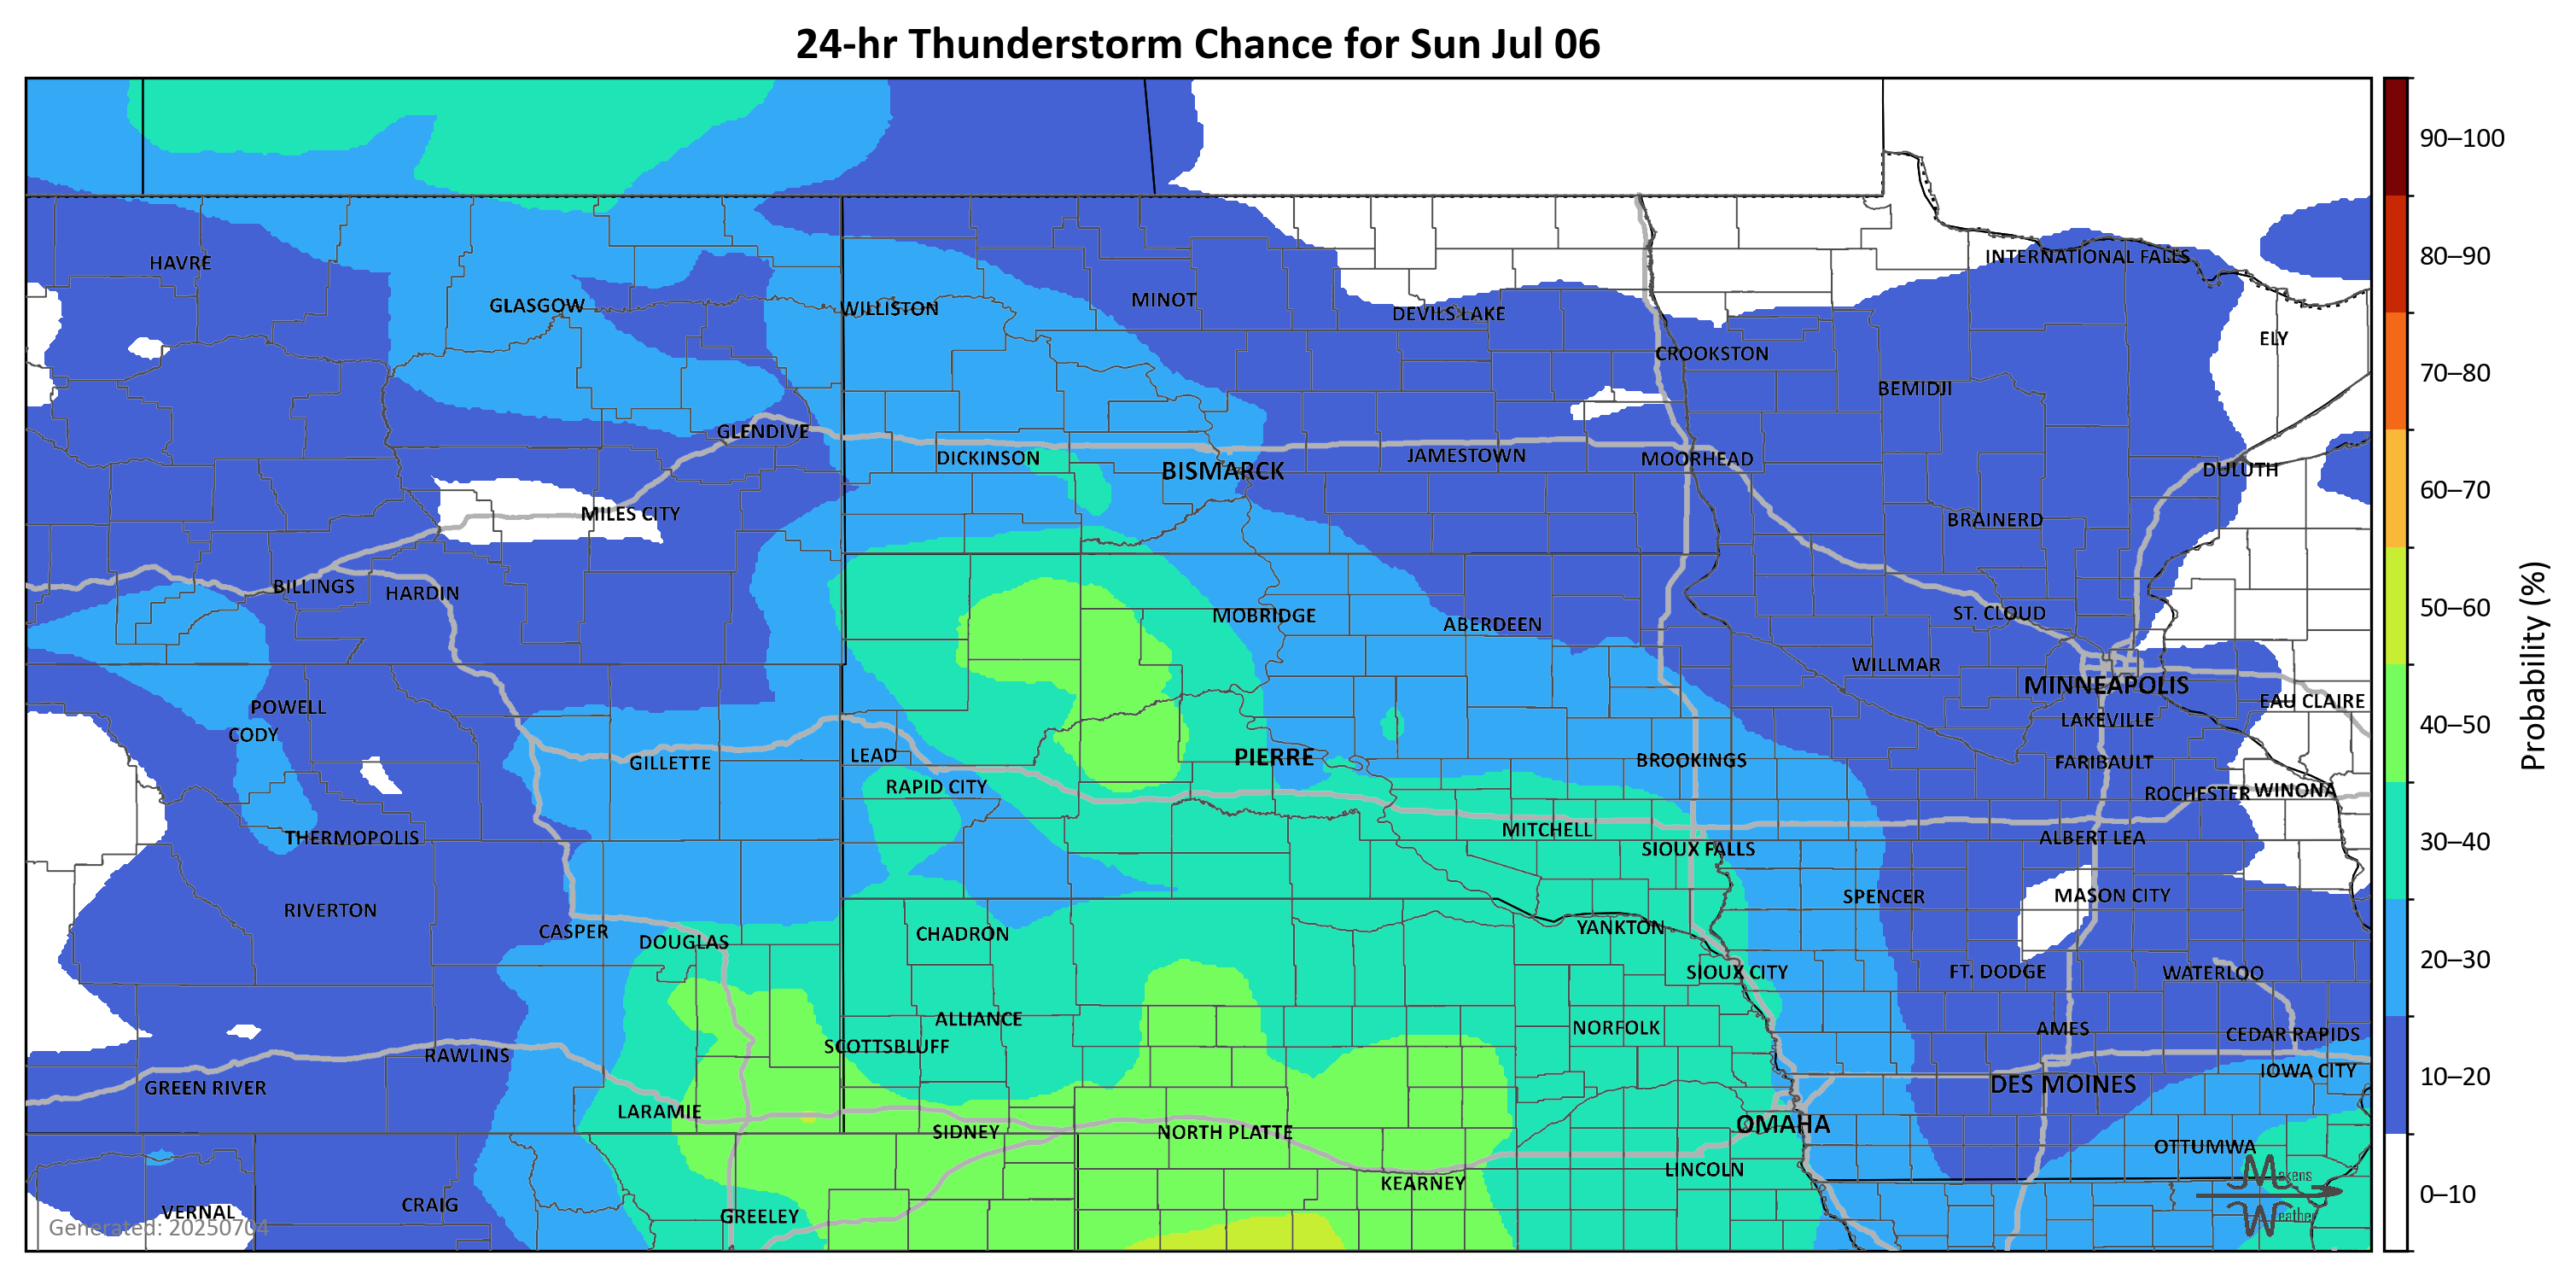 24-hr Thunderstorm Chance for Sun Jul 06
90–100
80–90
70–80
60–70
50–60
40–50
30–40
20–30
10–20
0–10
Probability (%)
HAVRE
GLASGOW
WILLISTON
MINOT
DEVILS LAKE
INTERNATIONAL FALLS
ELY
CROOKSTON
BEMIDJI
GLENDIVE
DICKINSON
BISMARCK
JAMESTOWN
MOORHEAD
DULUTH
MILES CITY
BRAINERD
BILLINGS
HARDIN
MOBRIDGE
ABERDEEN
ST. CLOUD
WILLMAR
MINNEAPOLIS
POWELL
CODY
EAU CLAIRE
LAKEVILLE
GILLETTE
LEAD
PIERRE
BROOKINGS
FARIBAULT
RAPID CITY
ROCHESTER
WINONA
THERMOPOLIS
MITCHELL
SIOUX FALLS
ALBERT LEA
RIVERTON
SPENCER
MASON CITY
CASPER
DOUGLAS
CHADRON
YANKTON
SIOUX CITY
FT. DODGE
WATERLOO
ALLIANCE
NORFOLK
AMES
CEDAR RAPIDS
SCOTTSBLUFF
RAWLINS
GREEN RIVER
DES MOINES
IOWA CITY
LARAMIE
SIDNEY
NORTH PLATTE
OMAHA
OTTUMWA
LINCOLN
KEARNEY
VERNAL
CRAIG
GREELEY
Generated: 20250704
Makens
Weather